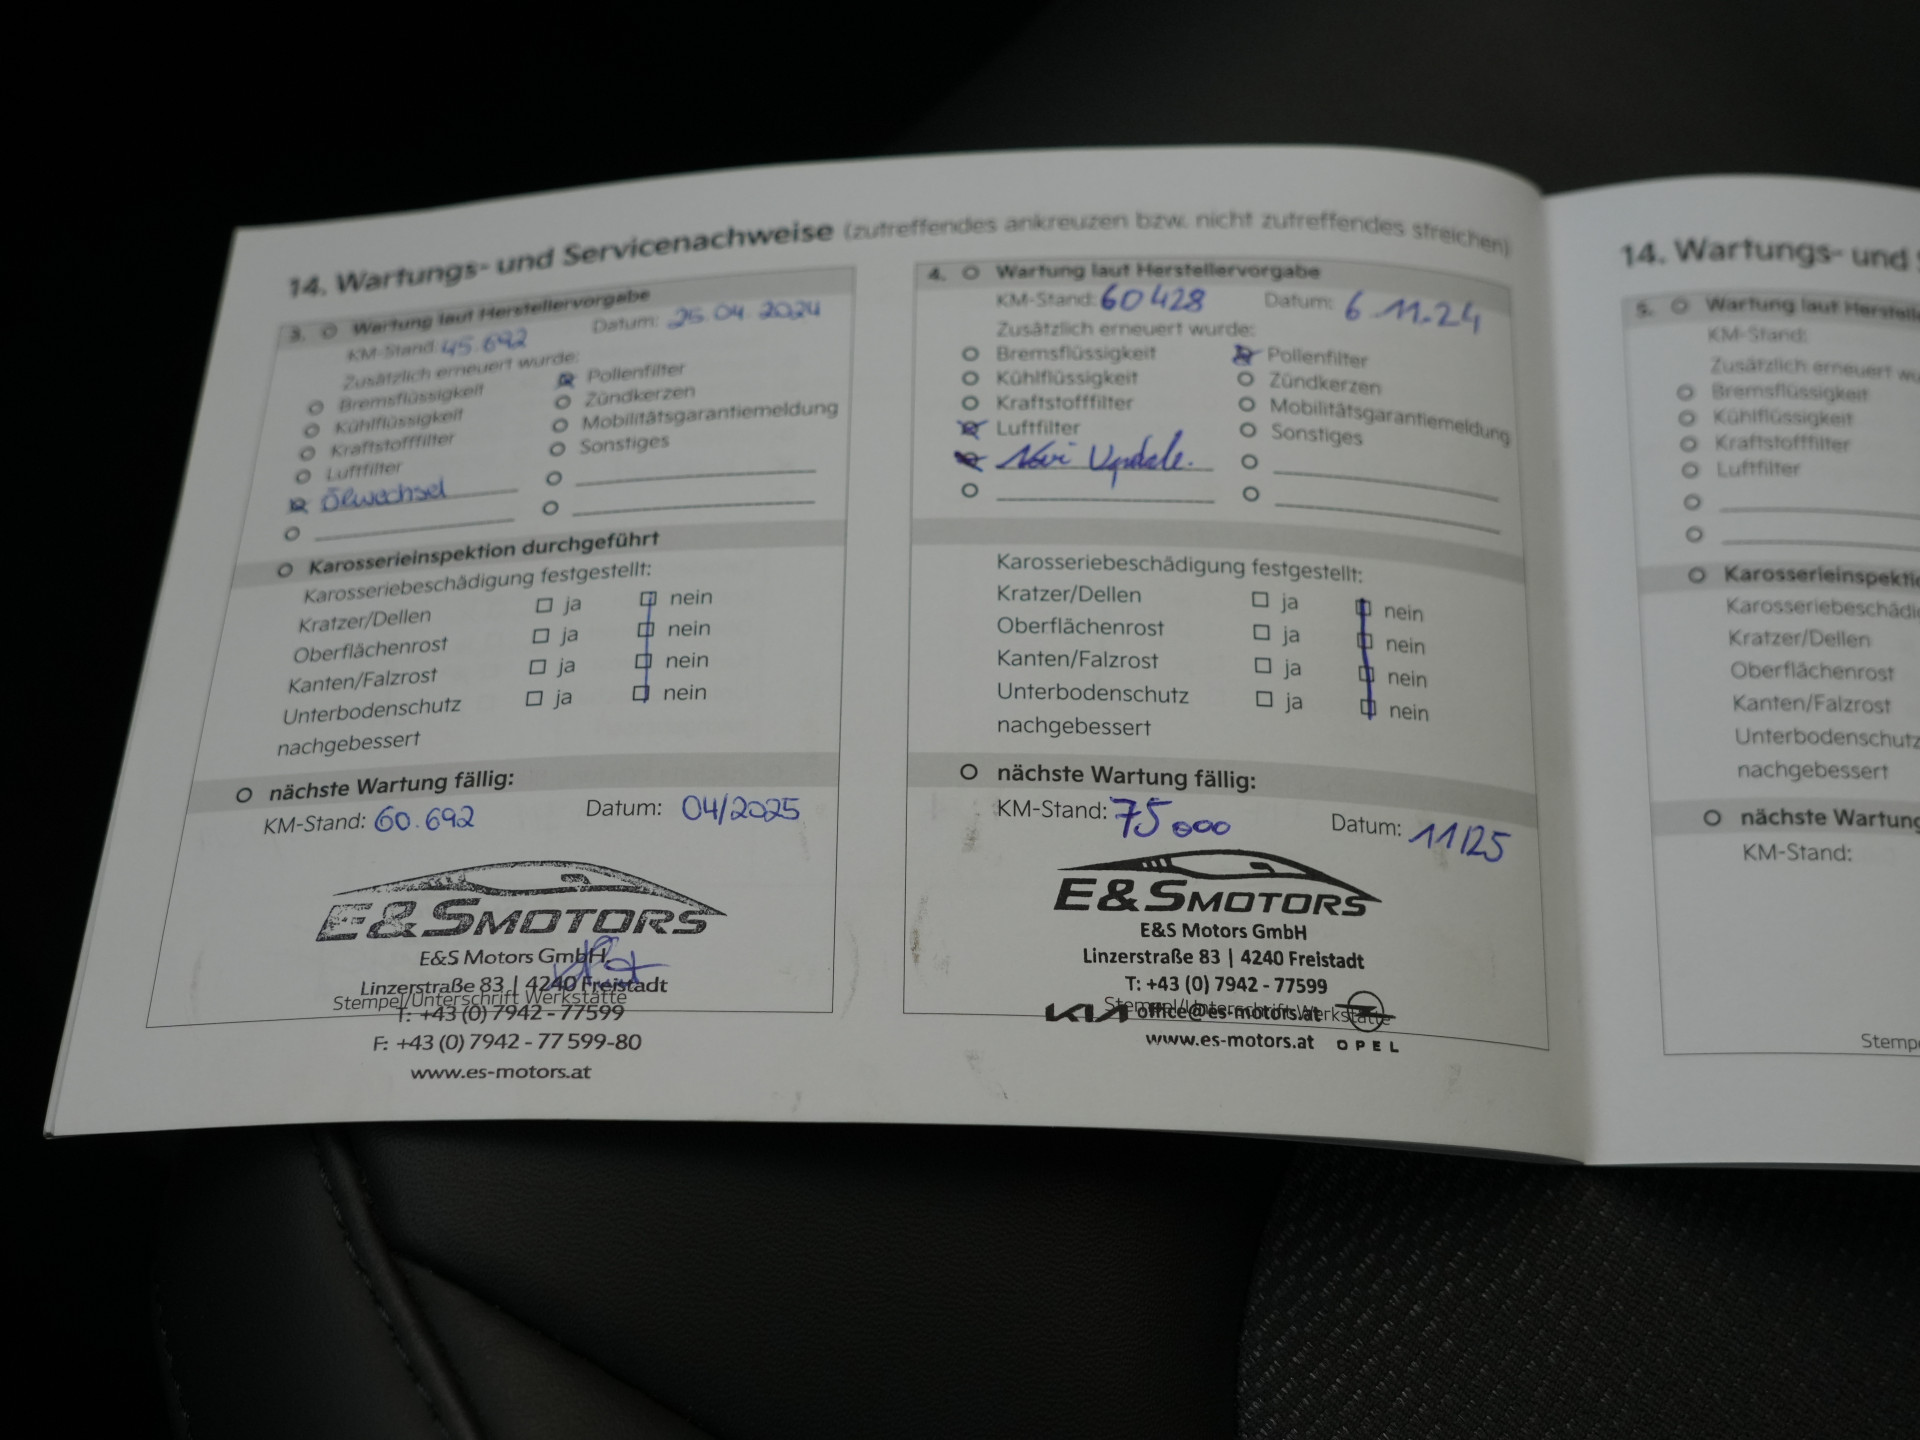 14. Wartungs- und Servicenachweise (zutreffendes ankreuzen bzw. nicht zutreffendes streichen)
3. Wartung laut Herstellervorgabe
KM-Stand: 45.692 Datum: 25.04.2024
Zusätzlich erneuert wurde:
Bremsflüssigkeit Pollenfilter
Kühlflüssigkeit Zündkerzen
Kraftstofffilter Mobilitätsgarantiemeldung
Luftfilter Sonstiges
Ölwechsel
Karosserieinspektion durchgeführt
Karosseriebeschädigung festgestellt:
Kratzer/Dellen ja nein
Oberflächenrost ja nein
Kanten/Falzrost ja nein
Unterbodenschutz ja nein
nachgebessert
nächste Wartung fällig:
KM-Stand: 60.692 Datum: 04/2025
E&S MOTORS
E&S Motors GmbH
Linzerstraße 83 | 4240 Freistadt
Stempel/Unterschrift Werkstätte
T: +43 (0) 7942 - 77599
F: +43 (0) 7942 - 77 599-80
www.es-motors.at
4. Wartung laut Herstellervorgabe
KM-Stand: 60428 Datum: 6.11.24
Zusätzlich erneuert wurde:
Bremsflüssigkeit Pollenfilter
Kühlflüssigkeit Zündkerzen
Kraftstofffilter Mobilitätsgarantiemeldung
Luftfilter Sonstiges
Navi Update.
Karosseriebeschädigung festgestellt:
Kratzer/Dellen ja nein
Oberflächenrost ja nein
Kanten/Falzrost ja nein
Unterbodenschutz ja nein
nachgebessert
nächste Wartung fällig:
KM-Stand: 75000 Datum: 11/25
E&S MOTORS
E&S Motors GmbH
Linzerstraße 83 | 4240 Freistadt
T: +43 (0) 7942 - 77599
Stempel/Unterschrift Werkstätte
KIA office@es-motors.at
www.es-motors.at OPEL
14. Wartungs- und
5. Wartung laut
KM-Stand:
Zusätzlich erneuert
Bremsflüssigkeit
Kühlflüssigkeit
Kraftstofffilter
Luftfilter
Kratzer/Dellen
Oberflächenrost
Kanten/Falzrost
Unterbodenschutz
nachgebessert
nächste Wartung
KM-Stand: